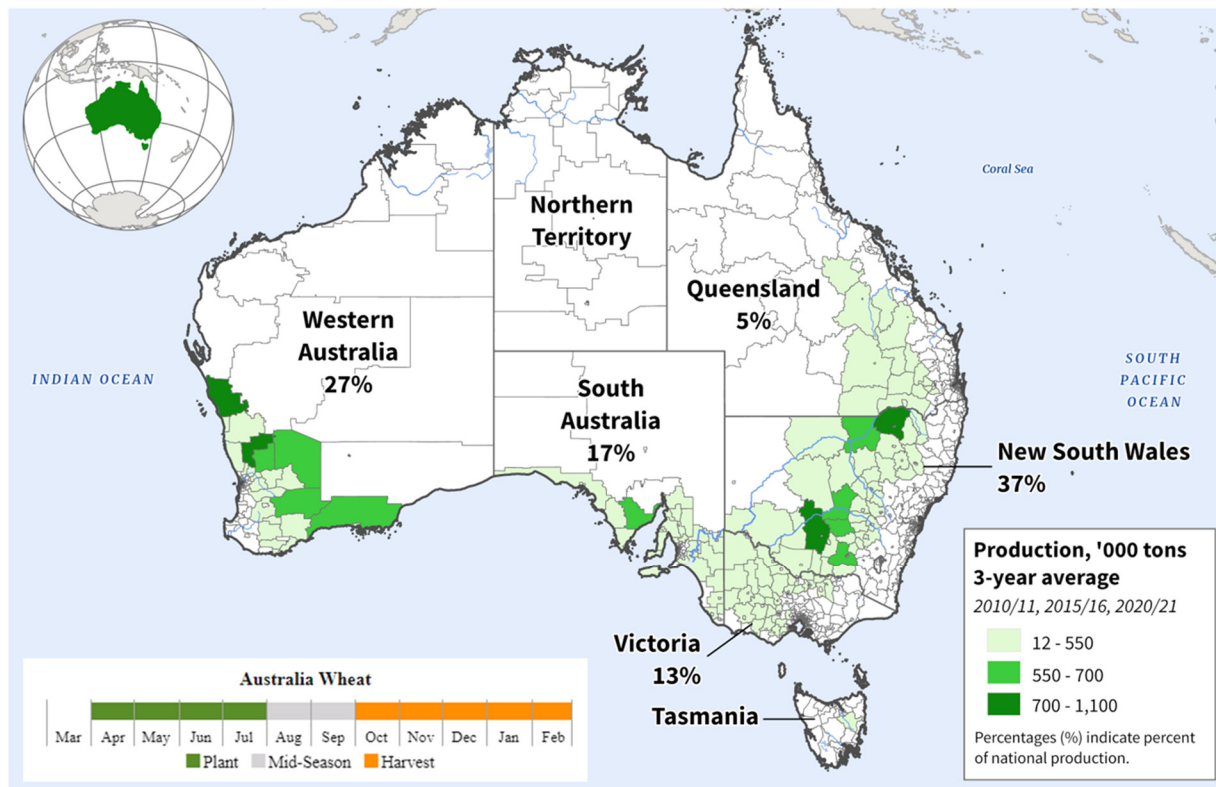 Coral Sea
Northern
Territory
Queensland
5%
Western
Australia
27%
South
Australia
17%
INDIAN OCEAN
SOUTH
PACIFIC
OCEAN
New South Wales
37%
Victoria
13%
Tasmania
Production, '000 tons
3-year average
2010/11, 2015/16, 2020/21
12 - 550
550 - 700
700 - 1,100
Percentages (%) indicate percent
of national production.
Australia Wheat
Mar Apr May Jun Jul Aug Sep Oct Nov Dec Jan Feb
Plant Mid-Season Harvest